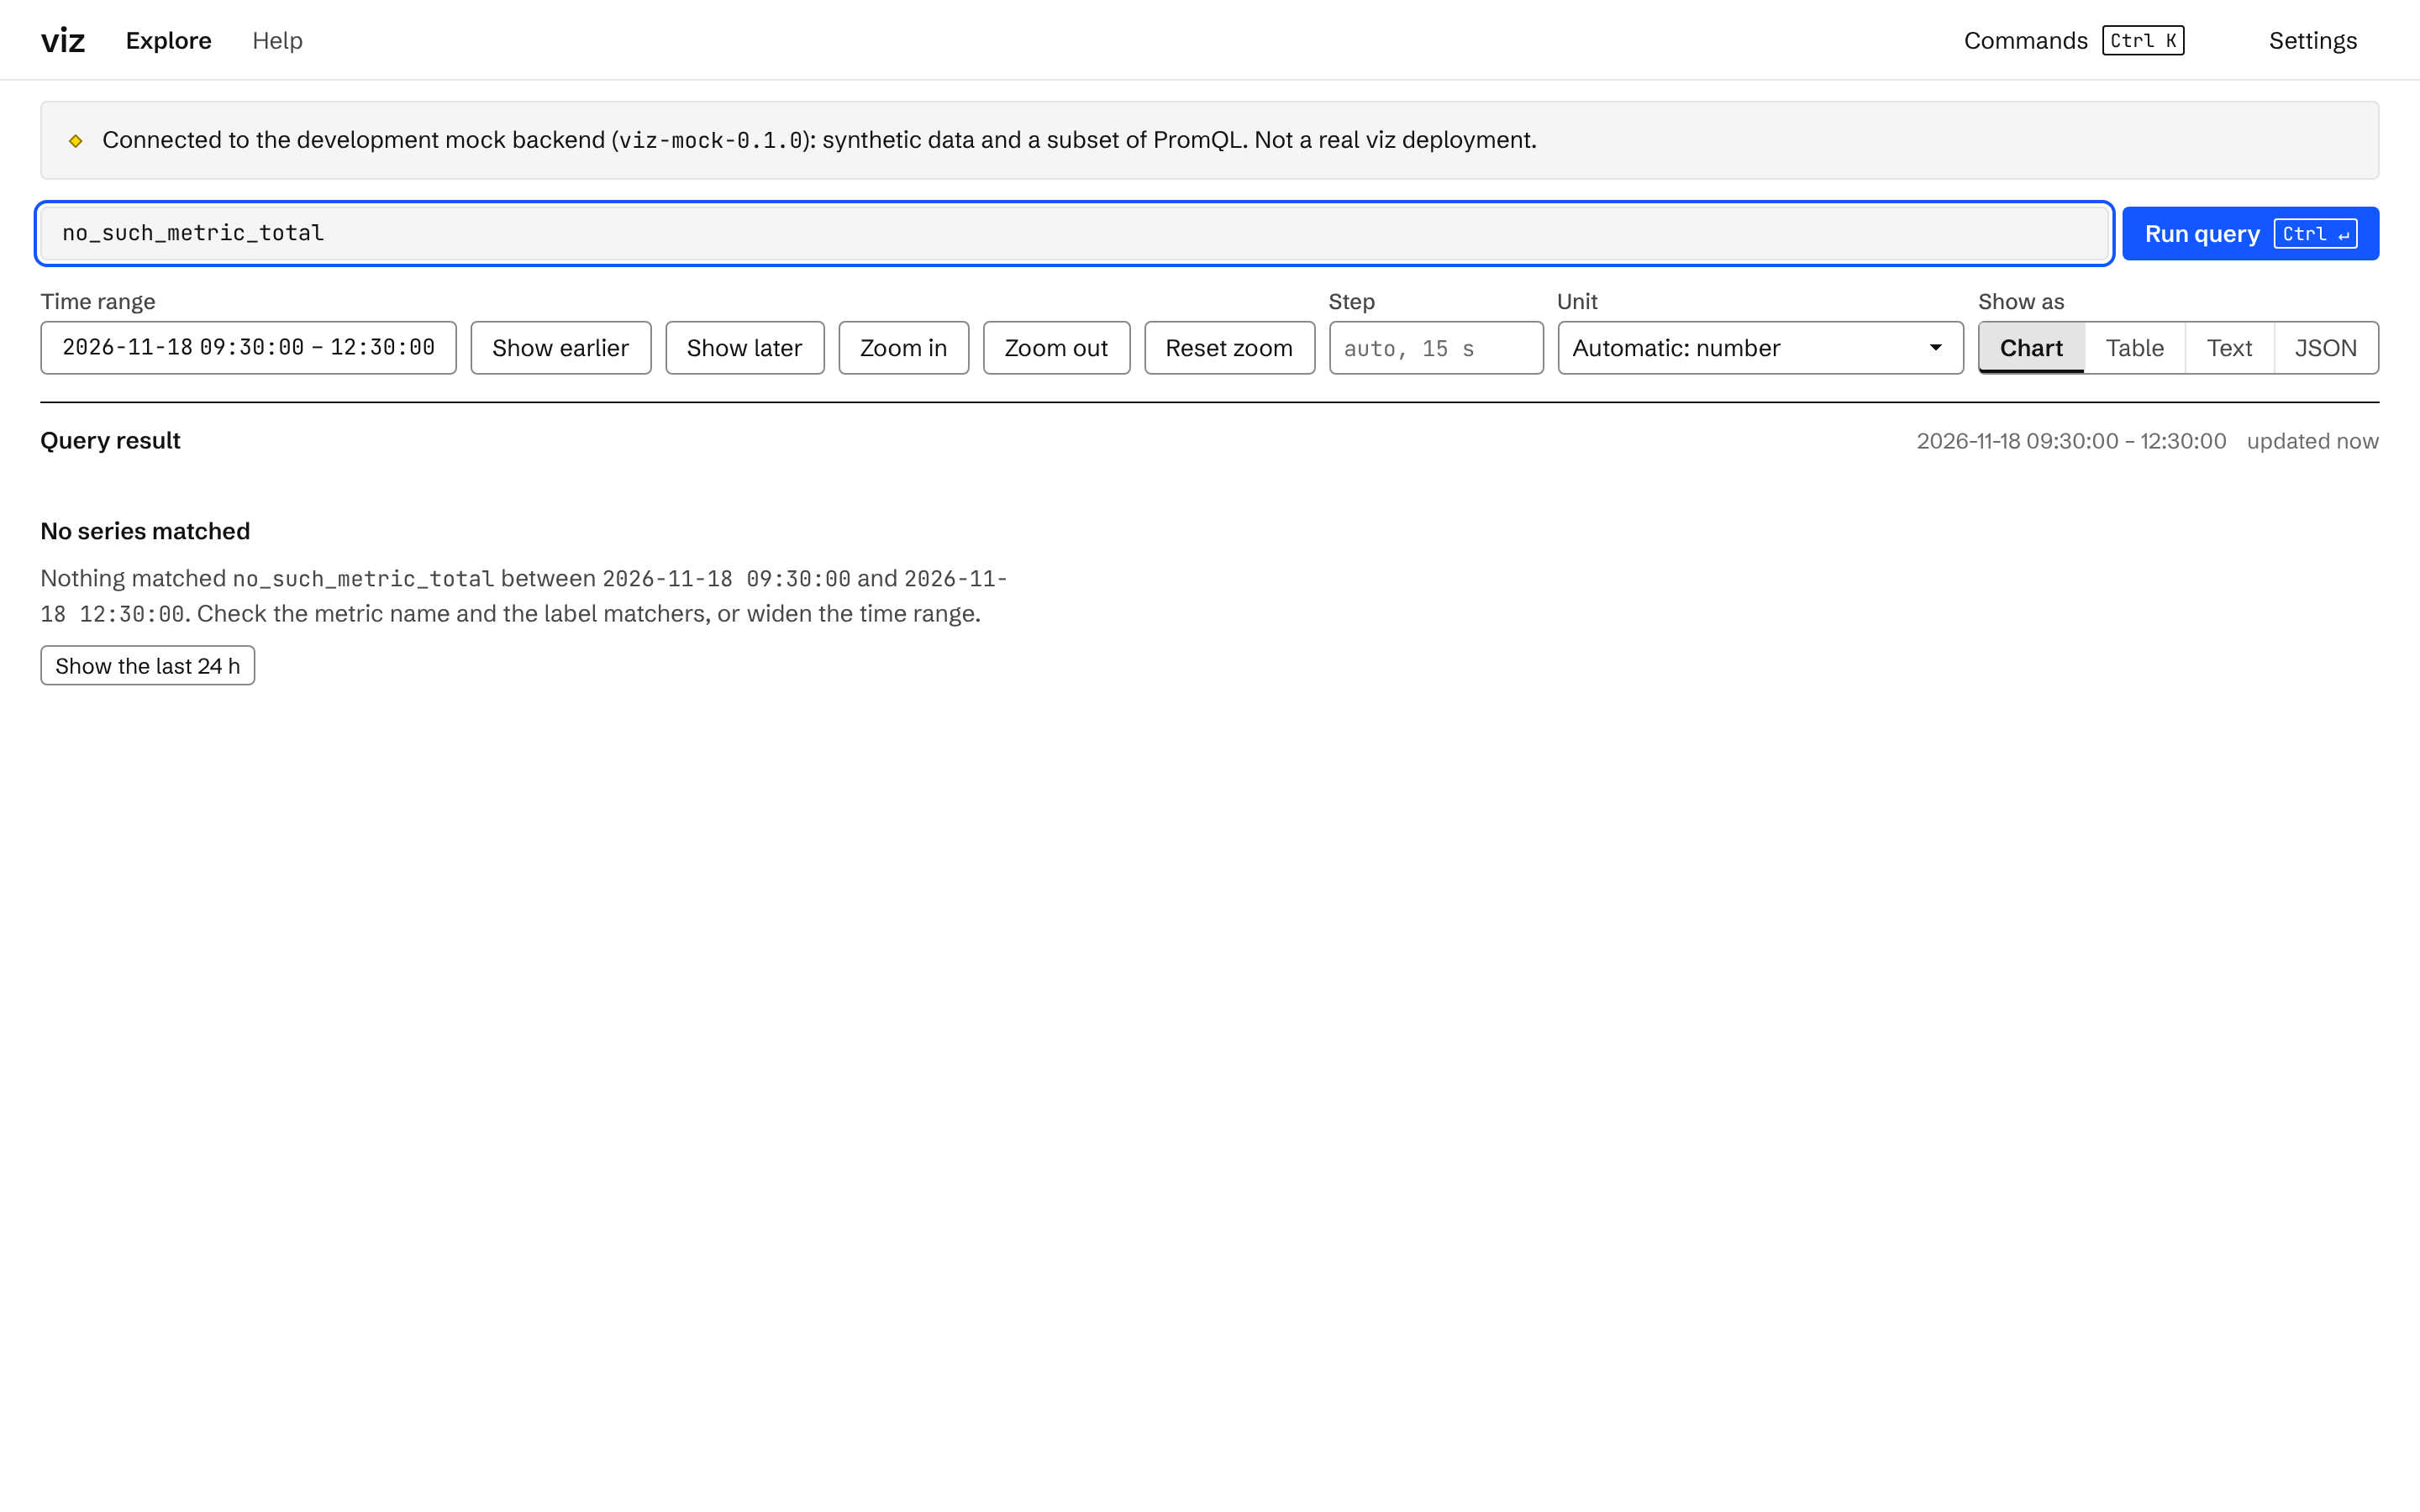 viz Explore Help Commands Ctrl K Settings
Connected to the development mock backend (viz-mock-0.1.0): synthetic data and a subset of PromQL. Not a real viz deployment.
no_such_metric_total Run query Ctrl ↵
Time range Step Unit Show as
2026-11-18 09:30:00 – 12:30:00 Show earlier Show later Zoom in Zoom out Reset zoom auto, 15 s Automatic: number Chart Table Text JSON
Query result 2026-11-18 09:30:00 – 12:30:00 updated now
No series matched
Nothing matched no_such_metric_total between 2026-11-18 09:30:00 and 2026-11-
18 12:30:00. Check the metric name and the label matchers, or widen the time range.
Show the last 24 h